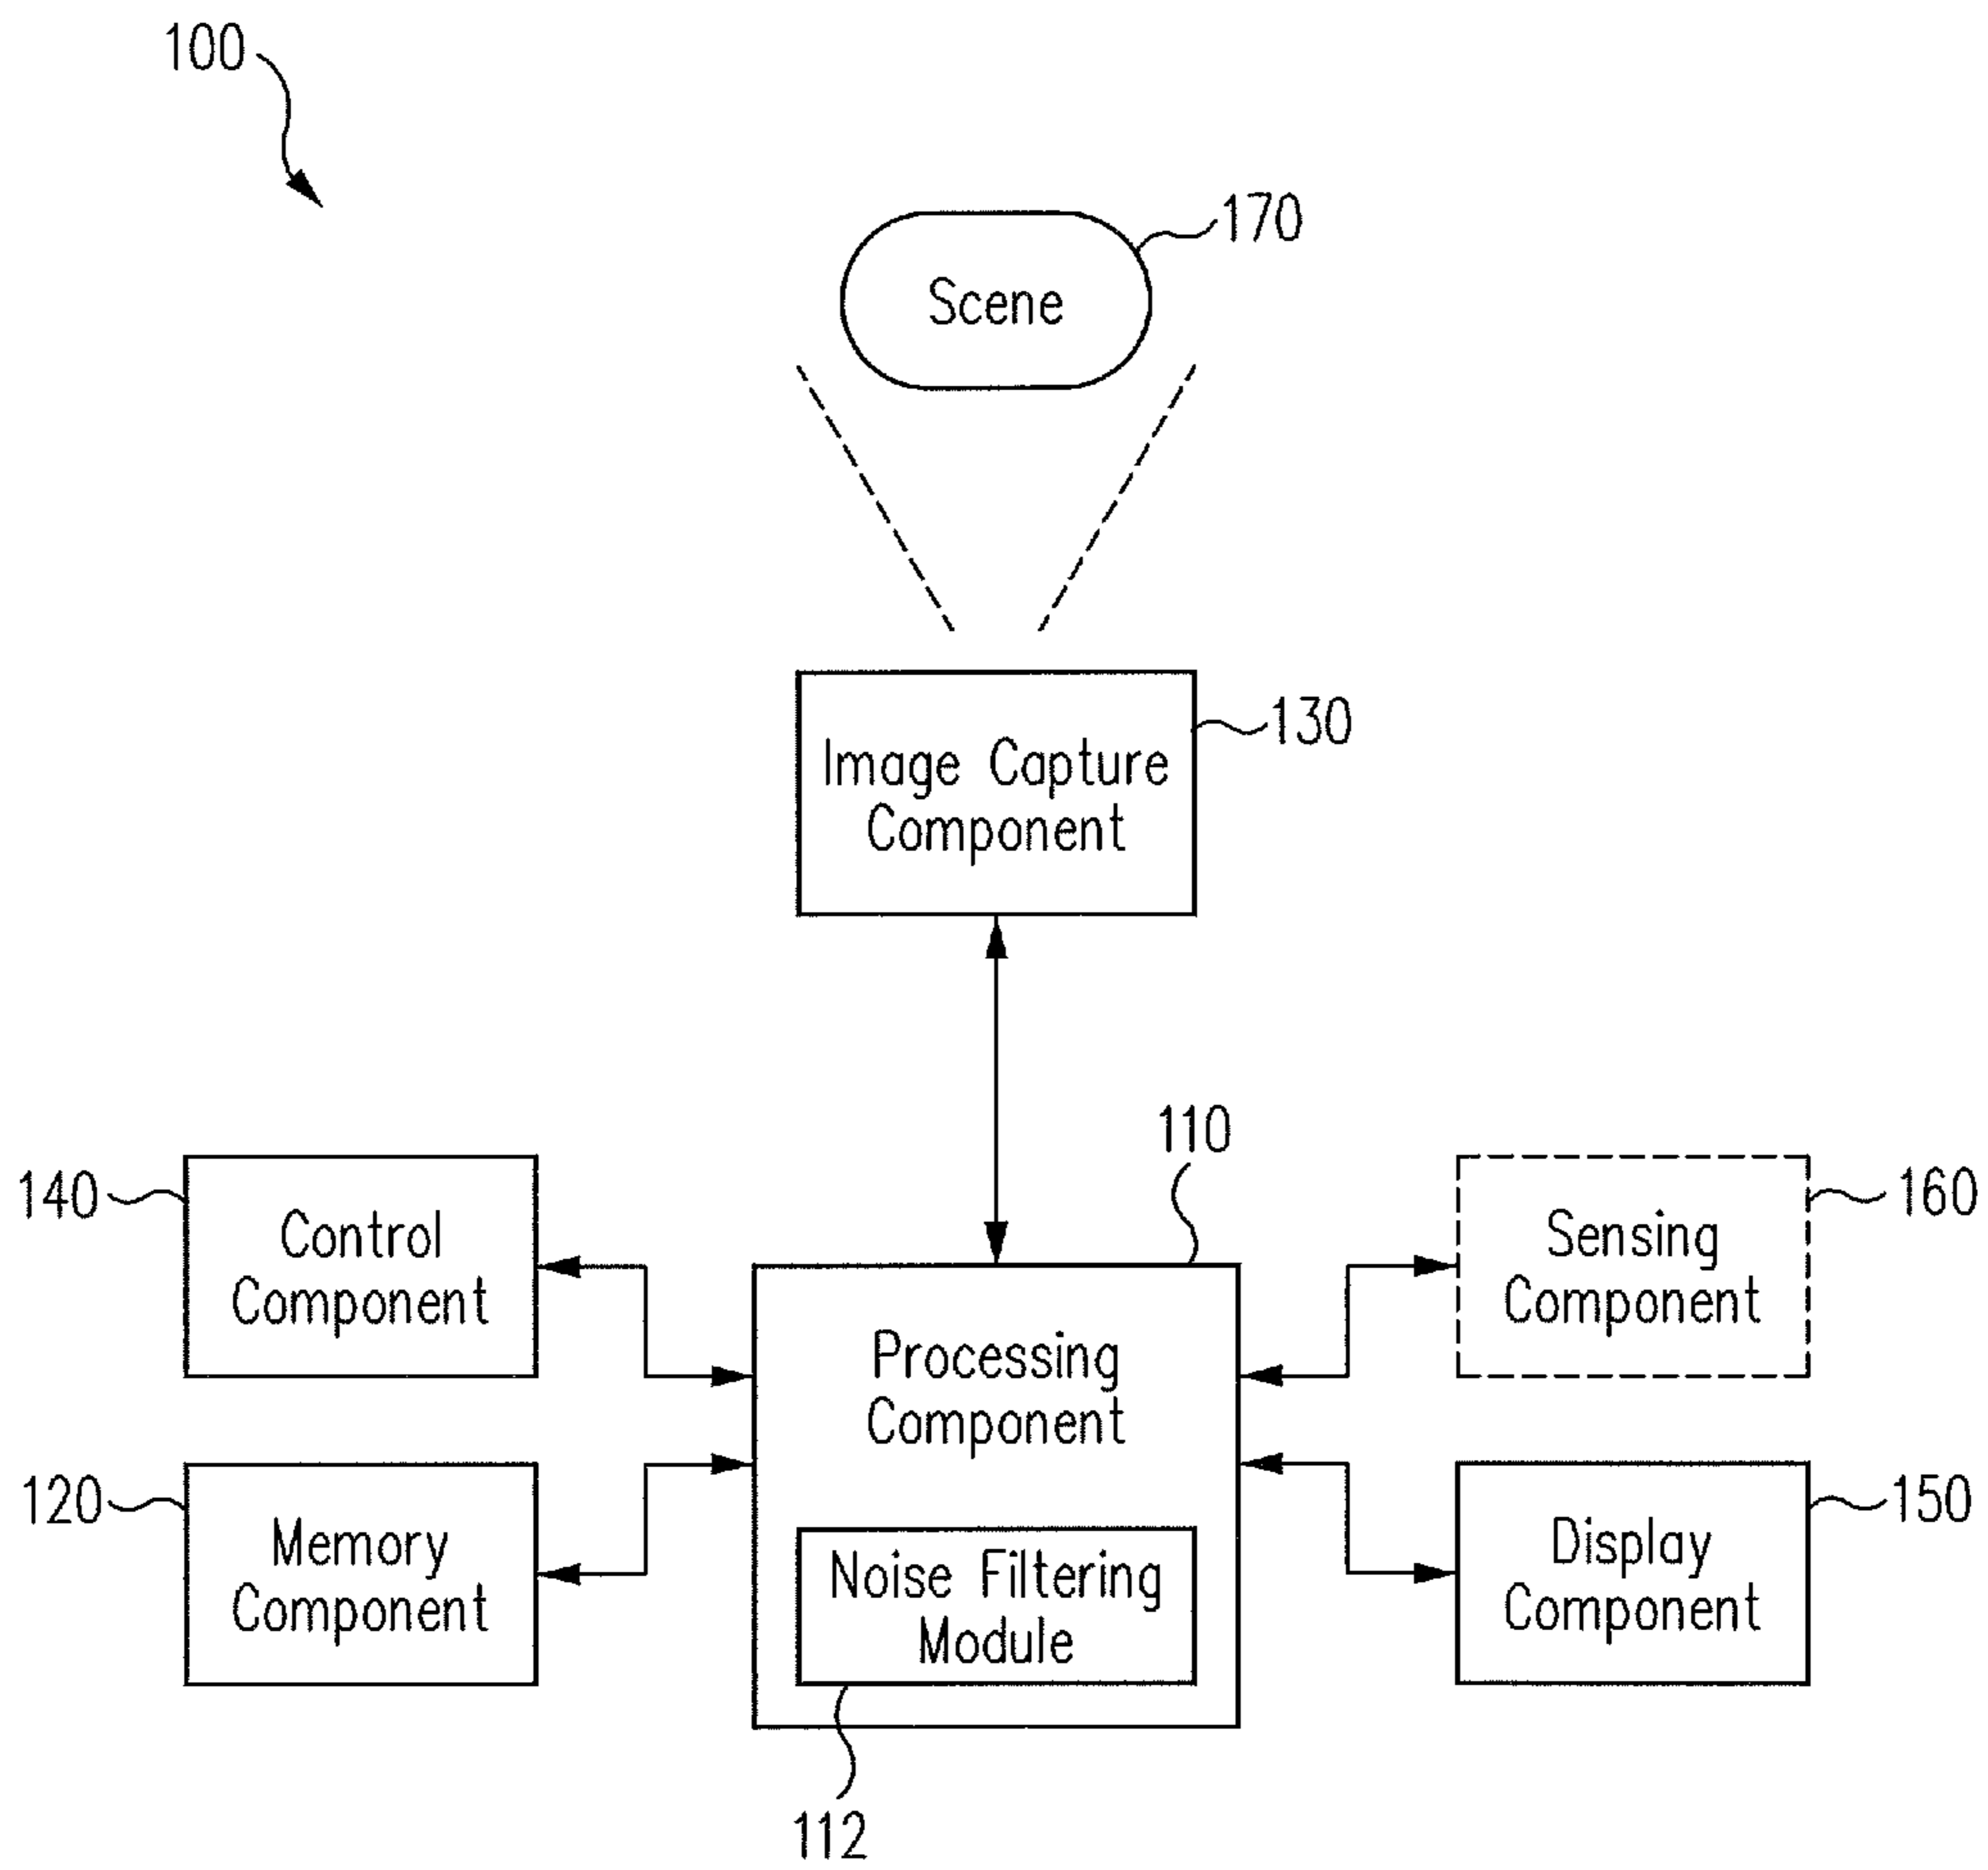 100
170
Scene
130
Image Capture
Component
110
140
Control
Component
160
Sensing
Component
Processing
Component
120
Memory
Component
150
Display
Component
Noise Filtering
Module
112